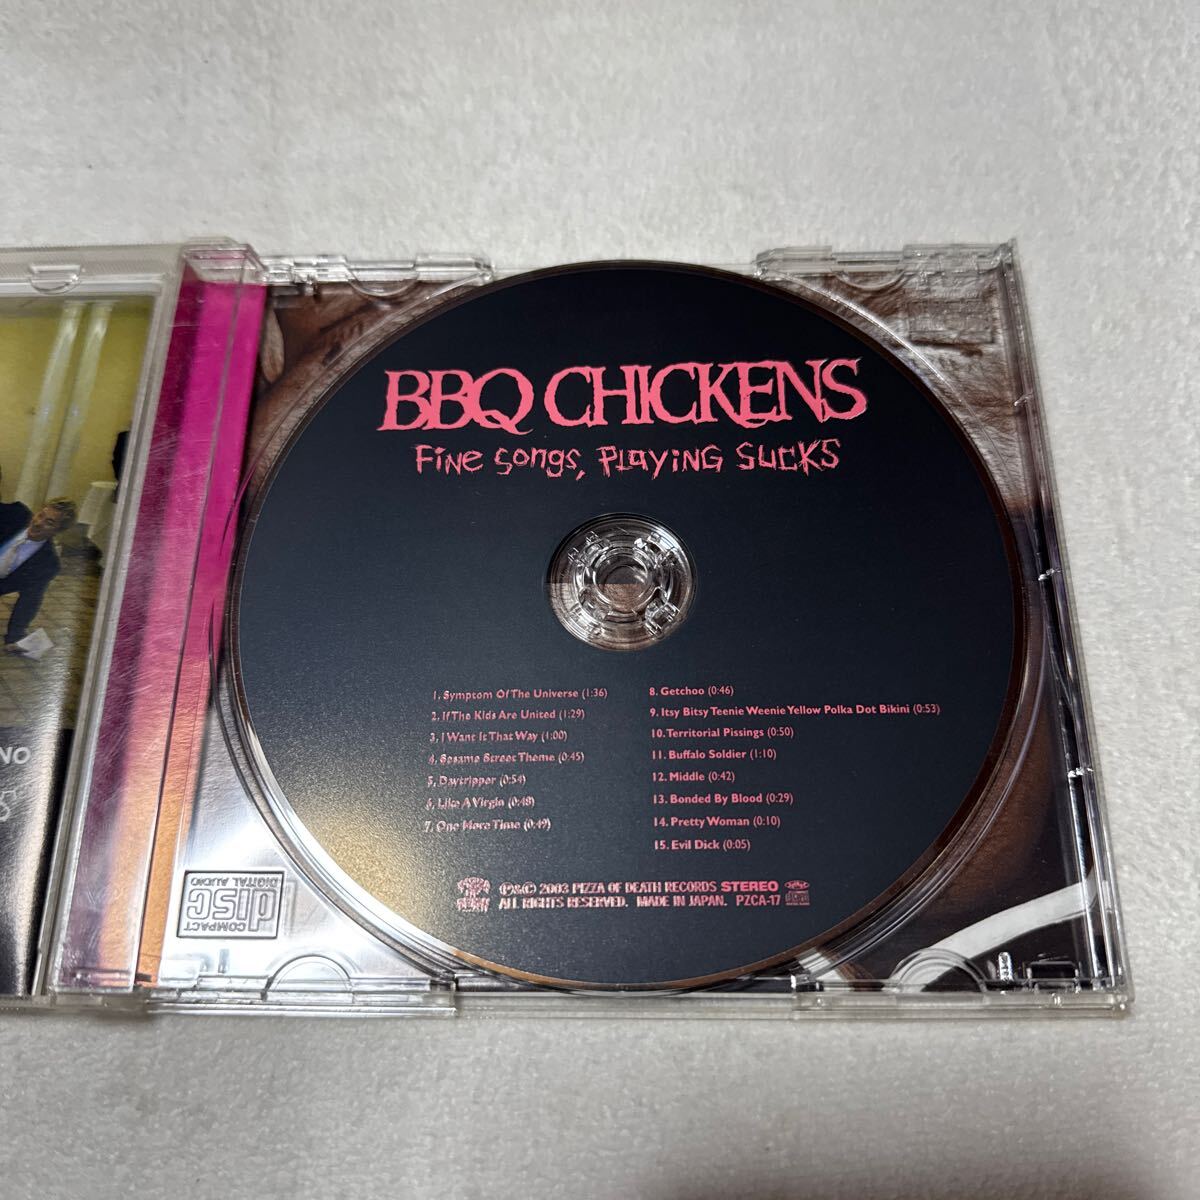 BBQ CHICKENS
Fine Songs, Playing Sucks
1. Symptom Of The Universe (1:36)
2. If The Kids Are United (1:29)
3. I Want It That Way (1:00)
4. Sesame Street Theme (0:45)
5. Daytripper (0:54)
6. Like A Virgin (0:48)
7. One More Time (0:49)
8. Getchoo (0:46)
9. Itsy Bitsy Teenie Weenie Yellow Polka Dot Bikini (0:53)
10. Territorial Pissings (0:50)
11. Buffalo Soldier (1:10)
12. Middle (0:42)
13. Bonded By Blood (0:29)
14. Pretty Woman (0:10)
15. Evil Dick (0:05)
℗&© 2003 PIZZA OF DEATH RECORDS STEREO
ALL RIGHTS RESERVED. MADE IN JAPAN. PZCA-17
COMPACT
disc
DIGITAL AUDIO
NO